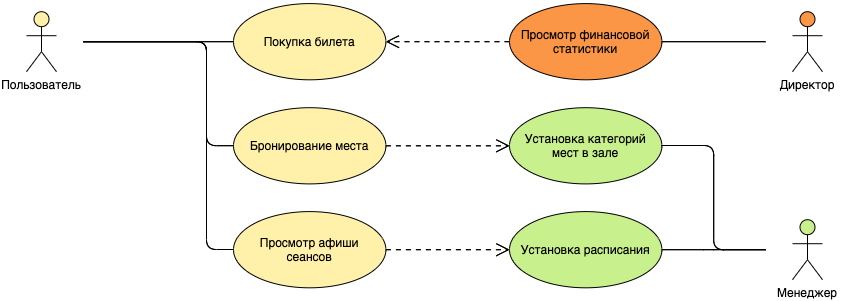 Пользователь
Покупка билета
Просмотр финансовой
статистики
Директор
Бронирование места
Установка категорий
мест в зале
Просмотр афиши
сеансов
Установка расписания
Менеджер